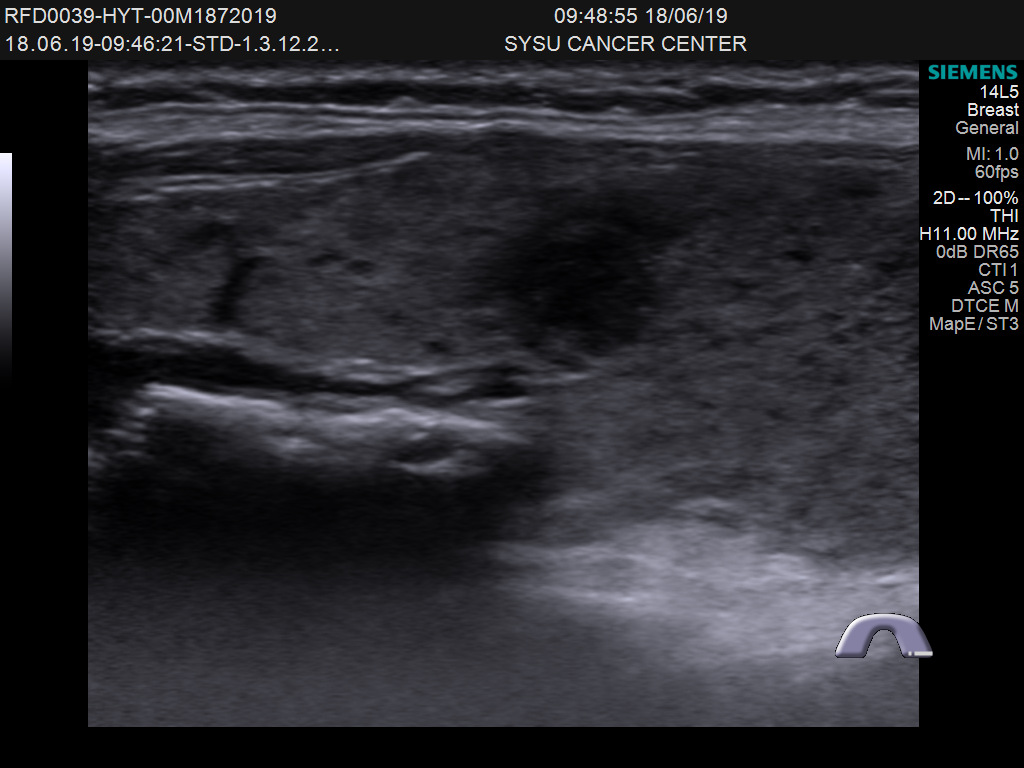 RFD0039-HYT-00M1872019
09:48:55 18/06/19
18.06.19-09:46:21-STD-1.3.12.2...
SYSU CANCER CENTER
SIEMENS
14L5
Breast
General
MI: 1.0
60fps
2D--100%
THI
H11.00 MHz
0dB DR65
CTI 1
ASC 5
DTCE M
MapE/ST3